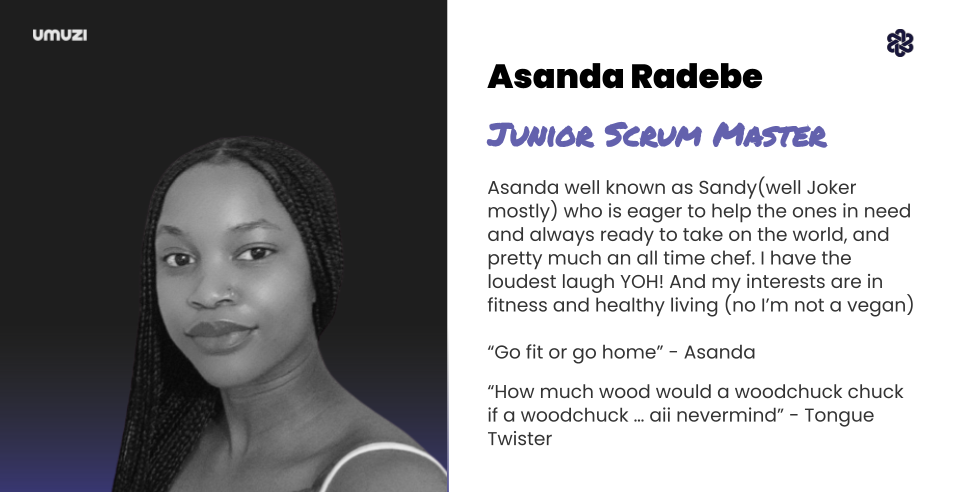 umuzi
Asanda Radebe
Junior Scrum Master
Asanda well known as Sandy(well Joker
mostly) who is eager to help the ones in need
and always ready to take on the world, and
pretty much an all time chef. I have the
loudest laugh YOH! And my interests are in
fitness and healthy living (no I’m not a vegan)
“Go fit or go home” - Asanda
“How much wood would a woodchuck chuck
if a woodchuck ... aii nevermind” - Tongue
Twister